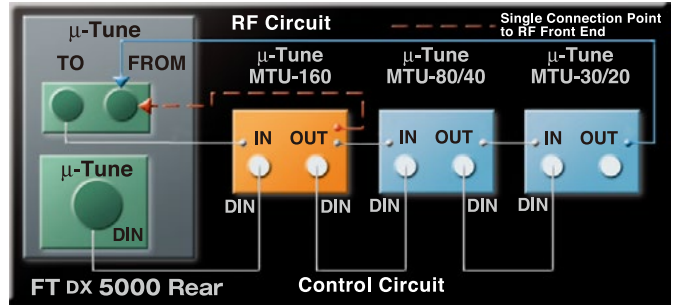 RF Circuit
Single Connection Point
to RF Front End
μ-Tune
TO FROM
μ-Tune
MTU-160
μ-Tune
MTU-80/40
μ-Tune
MTU-30/20
IN OUT
IN OUT
IN OUT
μ-Tune
DIN
DIN DIN
DIN DIN
DIN
FT DX 5000 Rear
Control Circuit